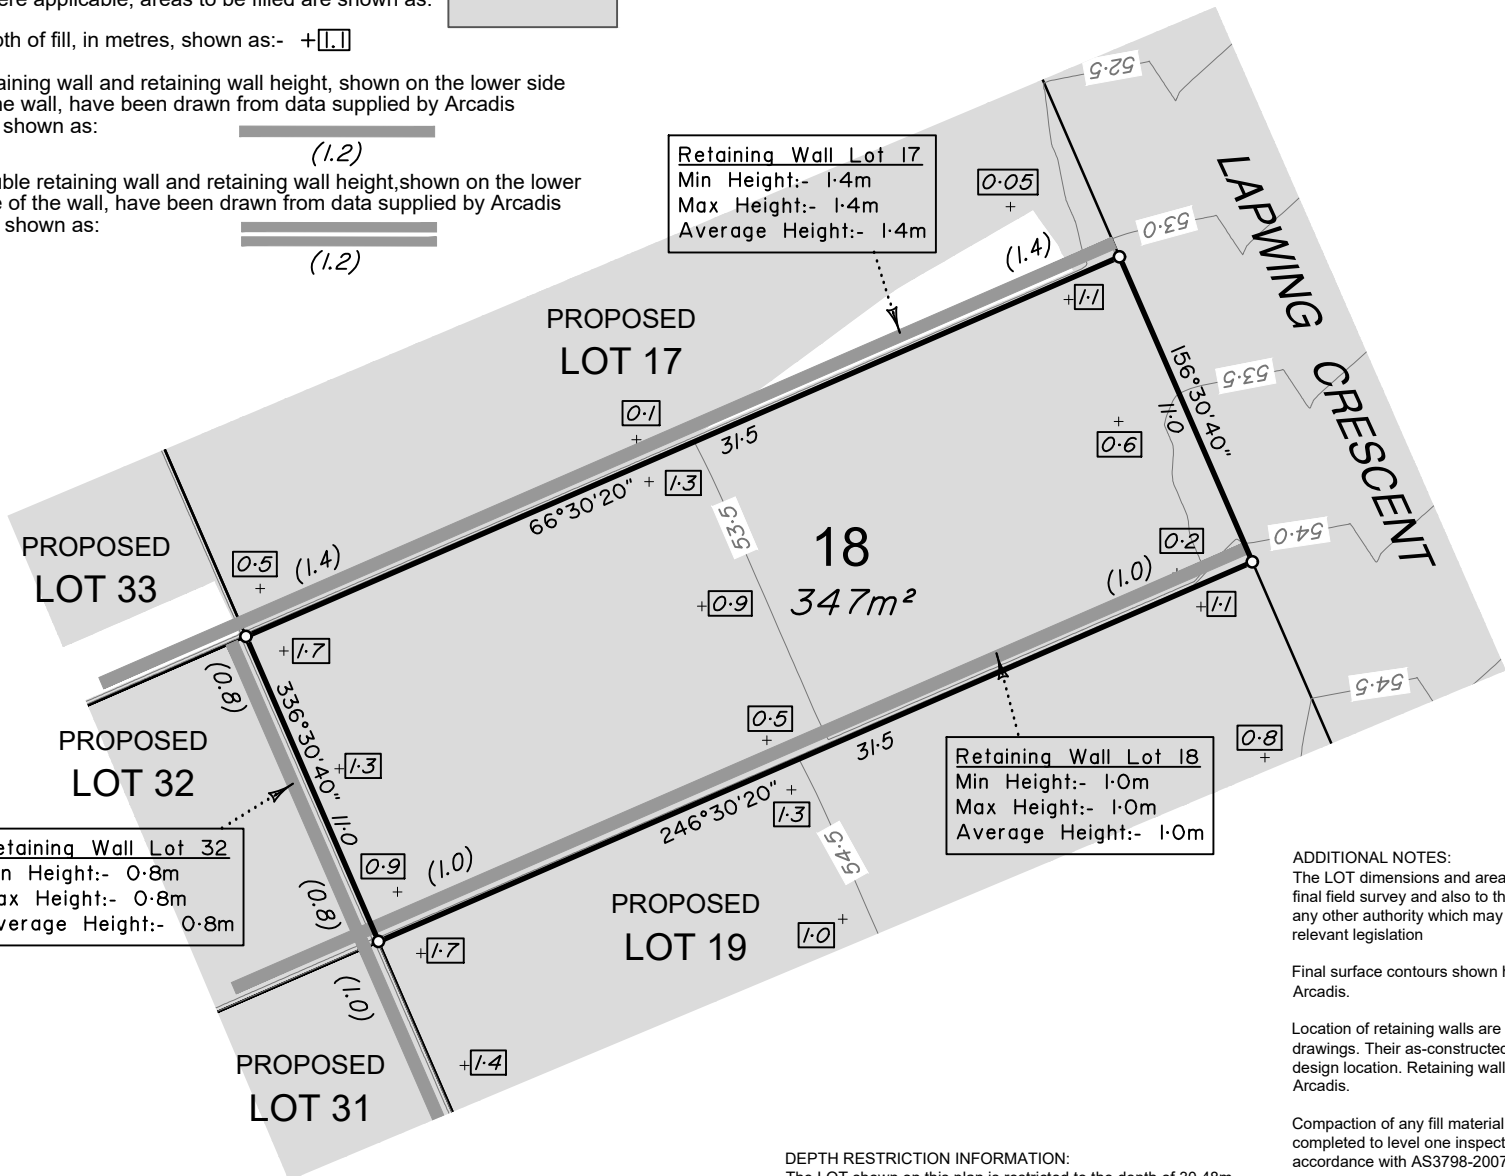 applicable, areas to be filled are shown as:
of fill, in metres, shown as:- +1.1
wall and retaining wall height, shown on the lower side
wall, have been drawn from data supplied by Arcadis
shown as:
(1.2)
retaining wall and retaining wall height,shown on the lower
of the wall, have been drawn from data supplied by Arcadis
shown as:
(1.2)
Retaining Wall Lot 17
Min Height:- 1·4m
Max Height:- 1·4m
Average Height:- 1·4m
52·5
0·05
53·0
LAPWING CRESCENT
(1.4)
1·1
PROPOSED
LOT 17
156°30'40"
11·0
53·5
0·1
31·5
0·6
1·3
66°30'20"
53·5
18
347m²
0·2
54·0
PROPOSED
LOT 33
0·5
(1.4)
(1.0)
1·1
0·9
1·7
(0.8)
336°30'40"
11·0
54·5
0·5
31·5
0·8
PROPOSED
LOT 32
1·3
Retaining Wall Lot 18
Min Height:- 1·0m
Max Height:- 1·0m
Average Height:- 1·0m
246°30'20"
1·3
54·5
Wall Lot 32
Height:- 0·8m
Height:- 0·8m
Height:- 0·8m
0·9
(1.0)
(0.8)
PROPOSED
LOT 19
1·0
1·7
(1.0)
PROPOSED
LOT 31
1·4
ADDITIONAL NOTES:
The LOT dimensions and area
final field survey and also to
any other authority which may
relevant legislation
Final surface contours shown
Arcadis.
Location of retaining walls are
drawings. Their as-constructed
design location. Retaining wall
Arcadis.
Compaction of any fill material
completed to level one
accordance with AS3798-2007
DEPTH RESTRICTION INFORMATION:
The LOT shown on this plan is restricted to the depth of 30.48m